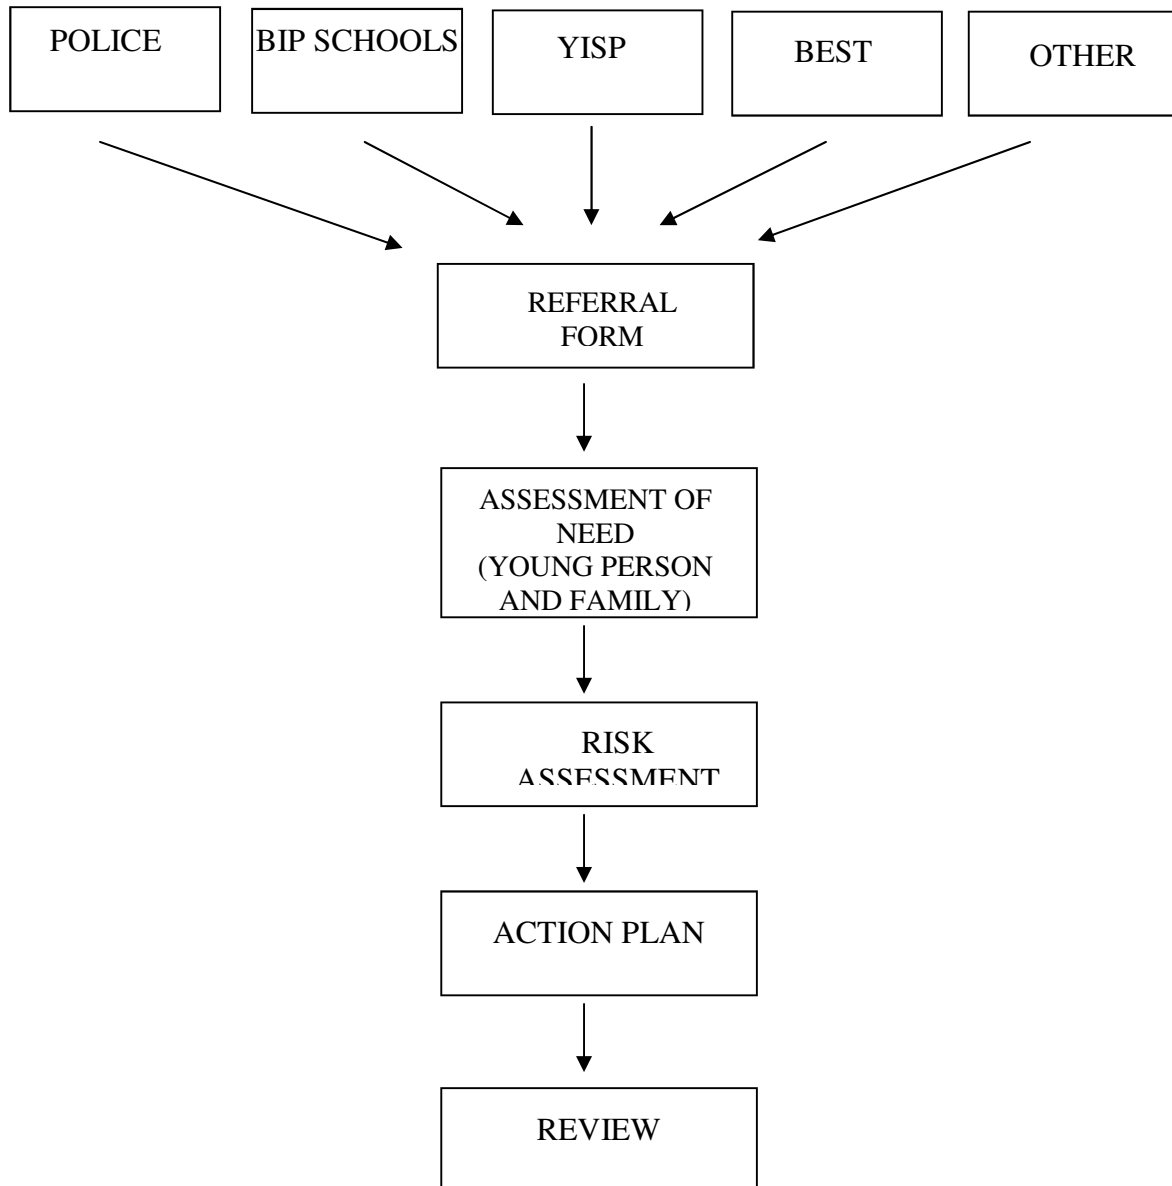 POLICE
BIP SCHOOLS
YISP
BEST
OTHER
REFERRAL
FORM
ASSESSMENT OF
NEED
(YOUNG PERSON
AND FAMILY)
RISK
ASSESSMENT
ACTION PLAN
REVIEW